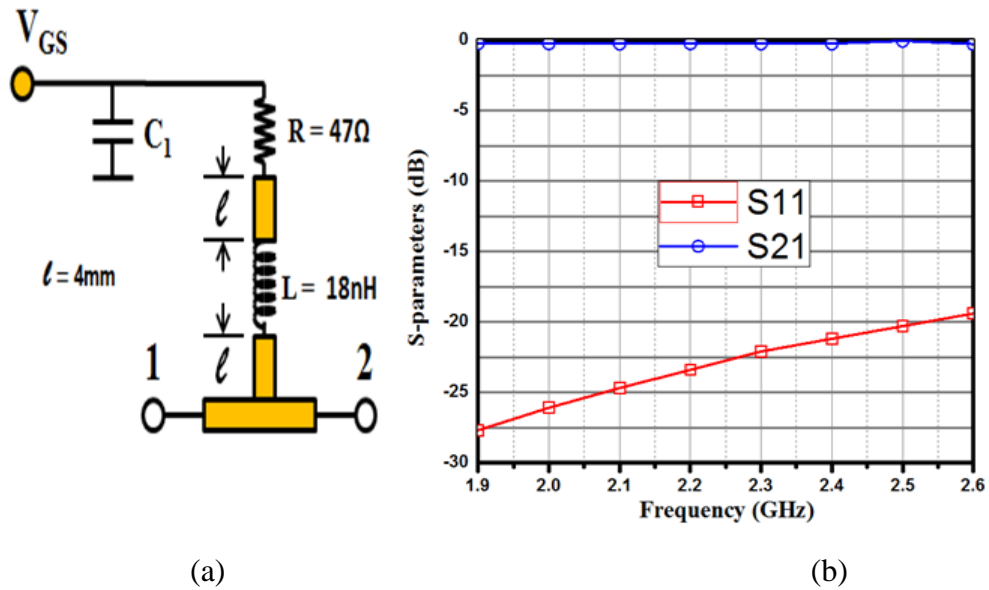 V_GS
C₁
R = 47Ω
ℓ
ℓ = 4mm
L = 18nH
ℓ
1
2
(a)
S-parameters (dB)
0
-5
-10
-15
-20
-25
-30
S11
S21
1.9 2.0 2.1 2.2 2.3 2.4 2.5 2.6
Frequency (GHz)
(b)